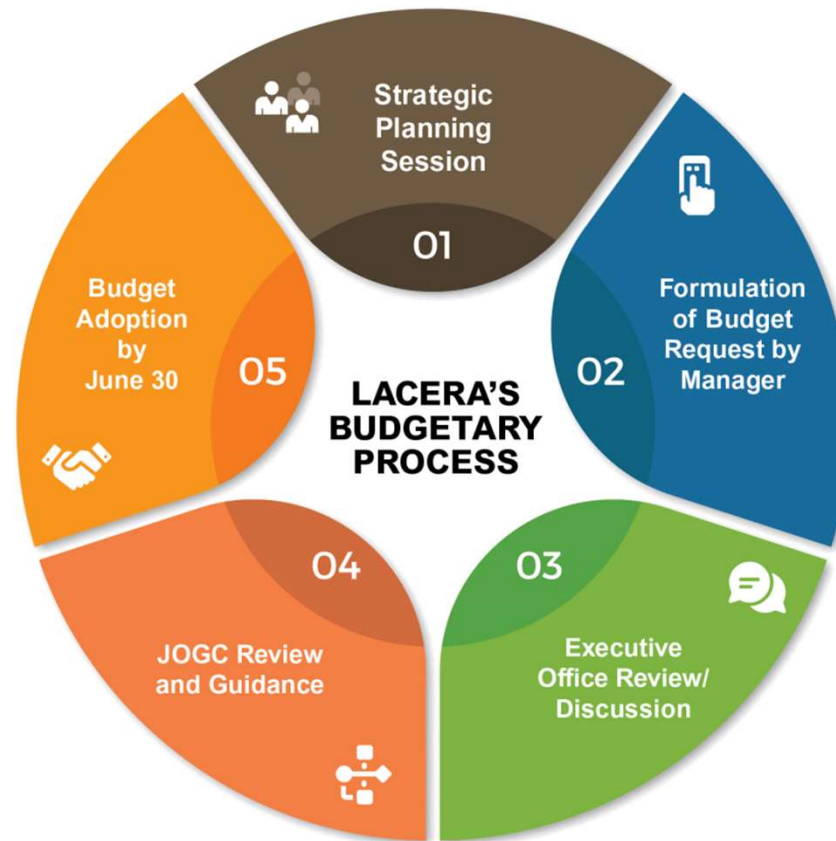 Strategic
Planning
Session
01
Formulation
of Budget
Request by
Manager
02
Executive
Office Review/
Discussion
03
JOGC Review
and Guidance
04
Budget
Adoption
by
June 30
05
LACERA’S
BUDGETARY
PROCESS